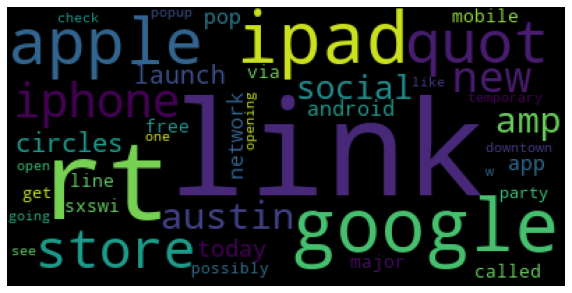 check popup pop mobile
apple ipad quot
launch via social like new
iphone android temporary
circles free network opening link amp
one downtown
open rt w app
get line sxswi austin google party
going
see store today major
possibly called